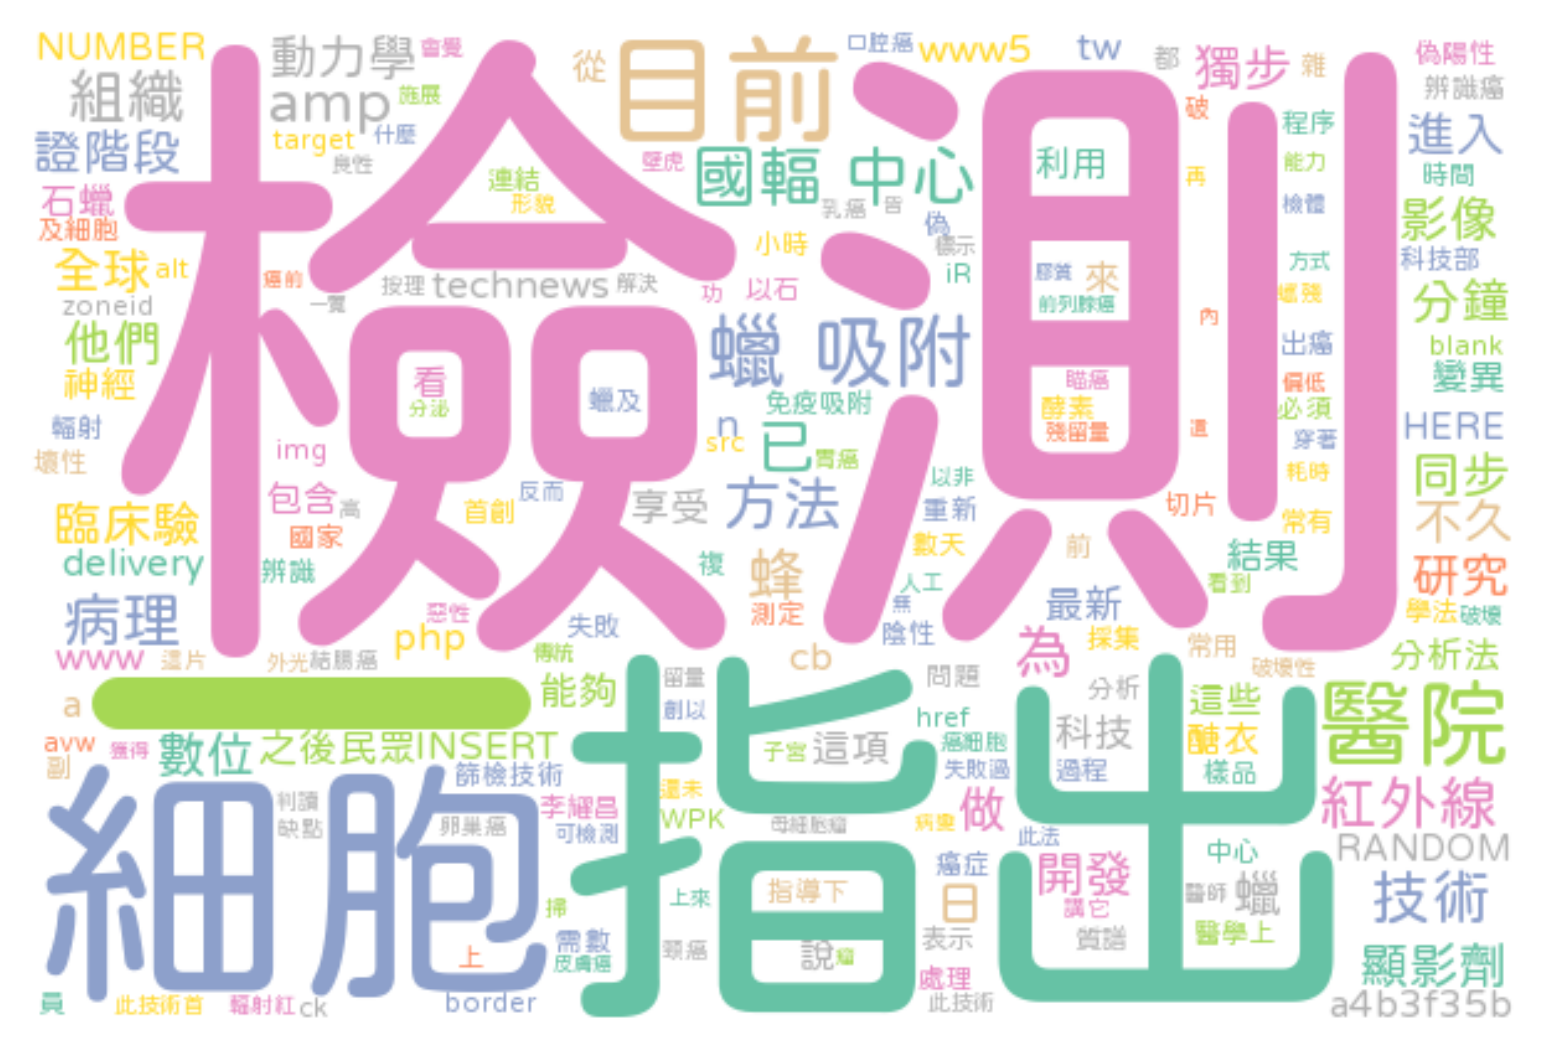 NUMBER 動力學 會覺 從 目前 口腔癌 www5 tw 都 獨步 雜 偽陽性
組織 amp 施展 破 辨識癌
證階段 target 什麼 良性 連結 壁虎 國輻 中心 利用 程序 能力 進入
石蠟 形貌 乳癌 皆 再 檢體 時間
及細胞 偽 影像
檢測
全球 alt 癌前 小時 標示 iR 膠質 來 方式 科技部
zoneid 一覽 按理 technews 解決 功 以石 前列腺癌 蠟殘 分鐘
他們 蠟 吸附 內 出癌 blank
神經 看 分泌 蠟及 免疫吸附 瞄癌 酵素 偏低 必須 變異
輻射 img n src 已 胃癌 殘留量 這 穿著 HERE
壞性 包含 高 反而 享受 方法 以非 耗時 同步
臨床驗 國家 首創 重新 切片 常有 不久
delivery 辨識 複 蜂 數天 前 結果 研究
病理 惡性 失敗 測定 人工 無 最新 看到 學法 破壞
www 這片 外光 結腸癌 php 傳統 陰性 為 採集 常用 破壞性 分析法
cb
a 一 能夠 留量 問題 分析 這些 醫院
avw 獲得 數位 之後 民眾 INSERT 創以 href 科技 醣衣
副 篩檢技術 子宮 這項 癌細胞 失敗過 過程 樣品
細胞 指出
判讀 缺點 卵巢癌 李耀昌 可檢測 還未 WPK 母細胞瘤 病變 做 此法 紅外線
癌症 開發 中心 RANDOM
掃 上來 指導下 日 講它 醫師 蠟 技術
上 需數 皮膚癌 頸癌 說 瘤 表示 質譜 醫學上 顯影劑
員 此技術首 輻射紅 ck border 處理 此技術 a4b3f35b